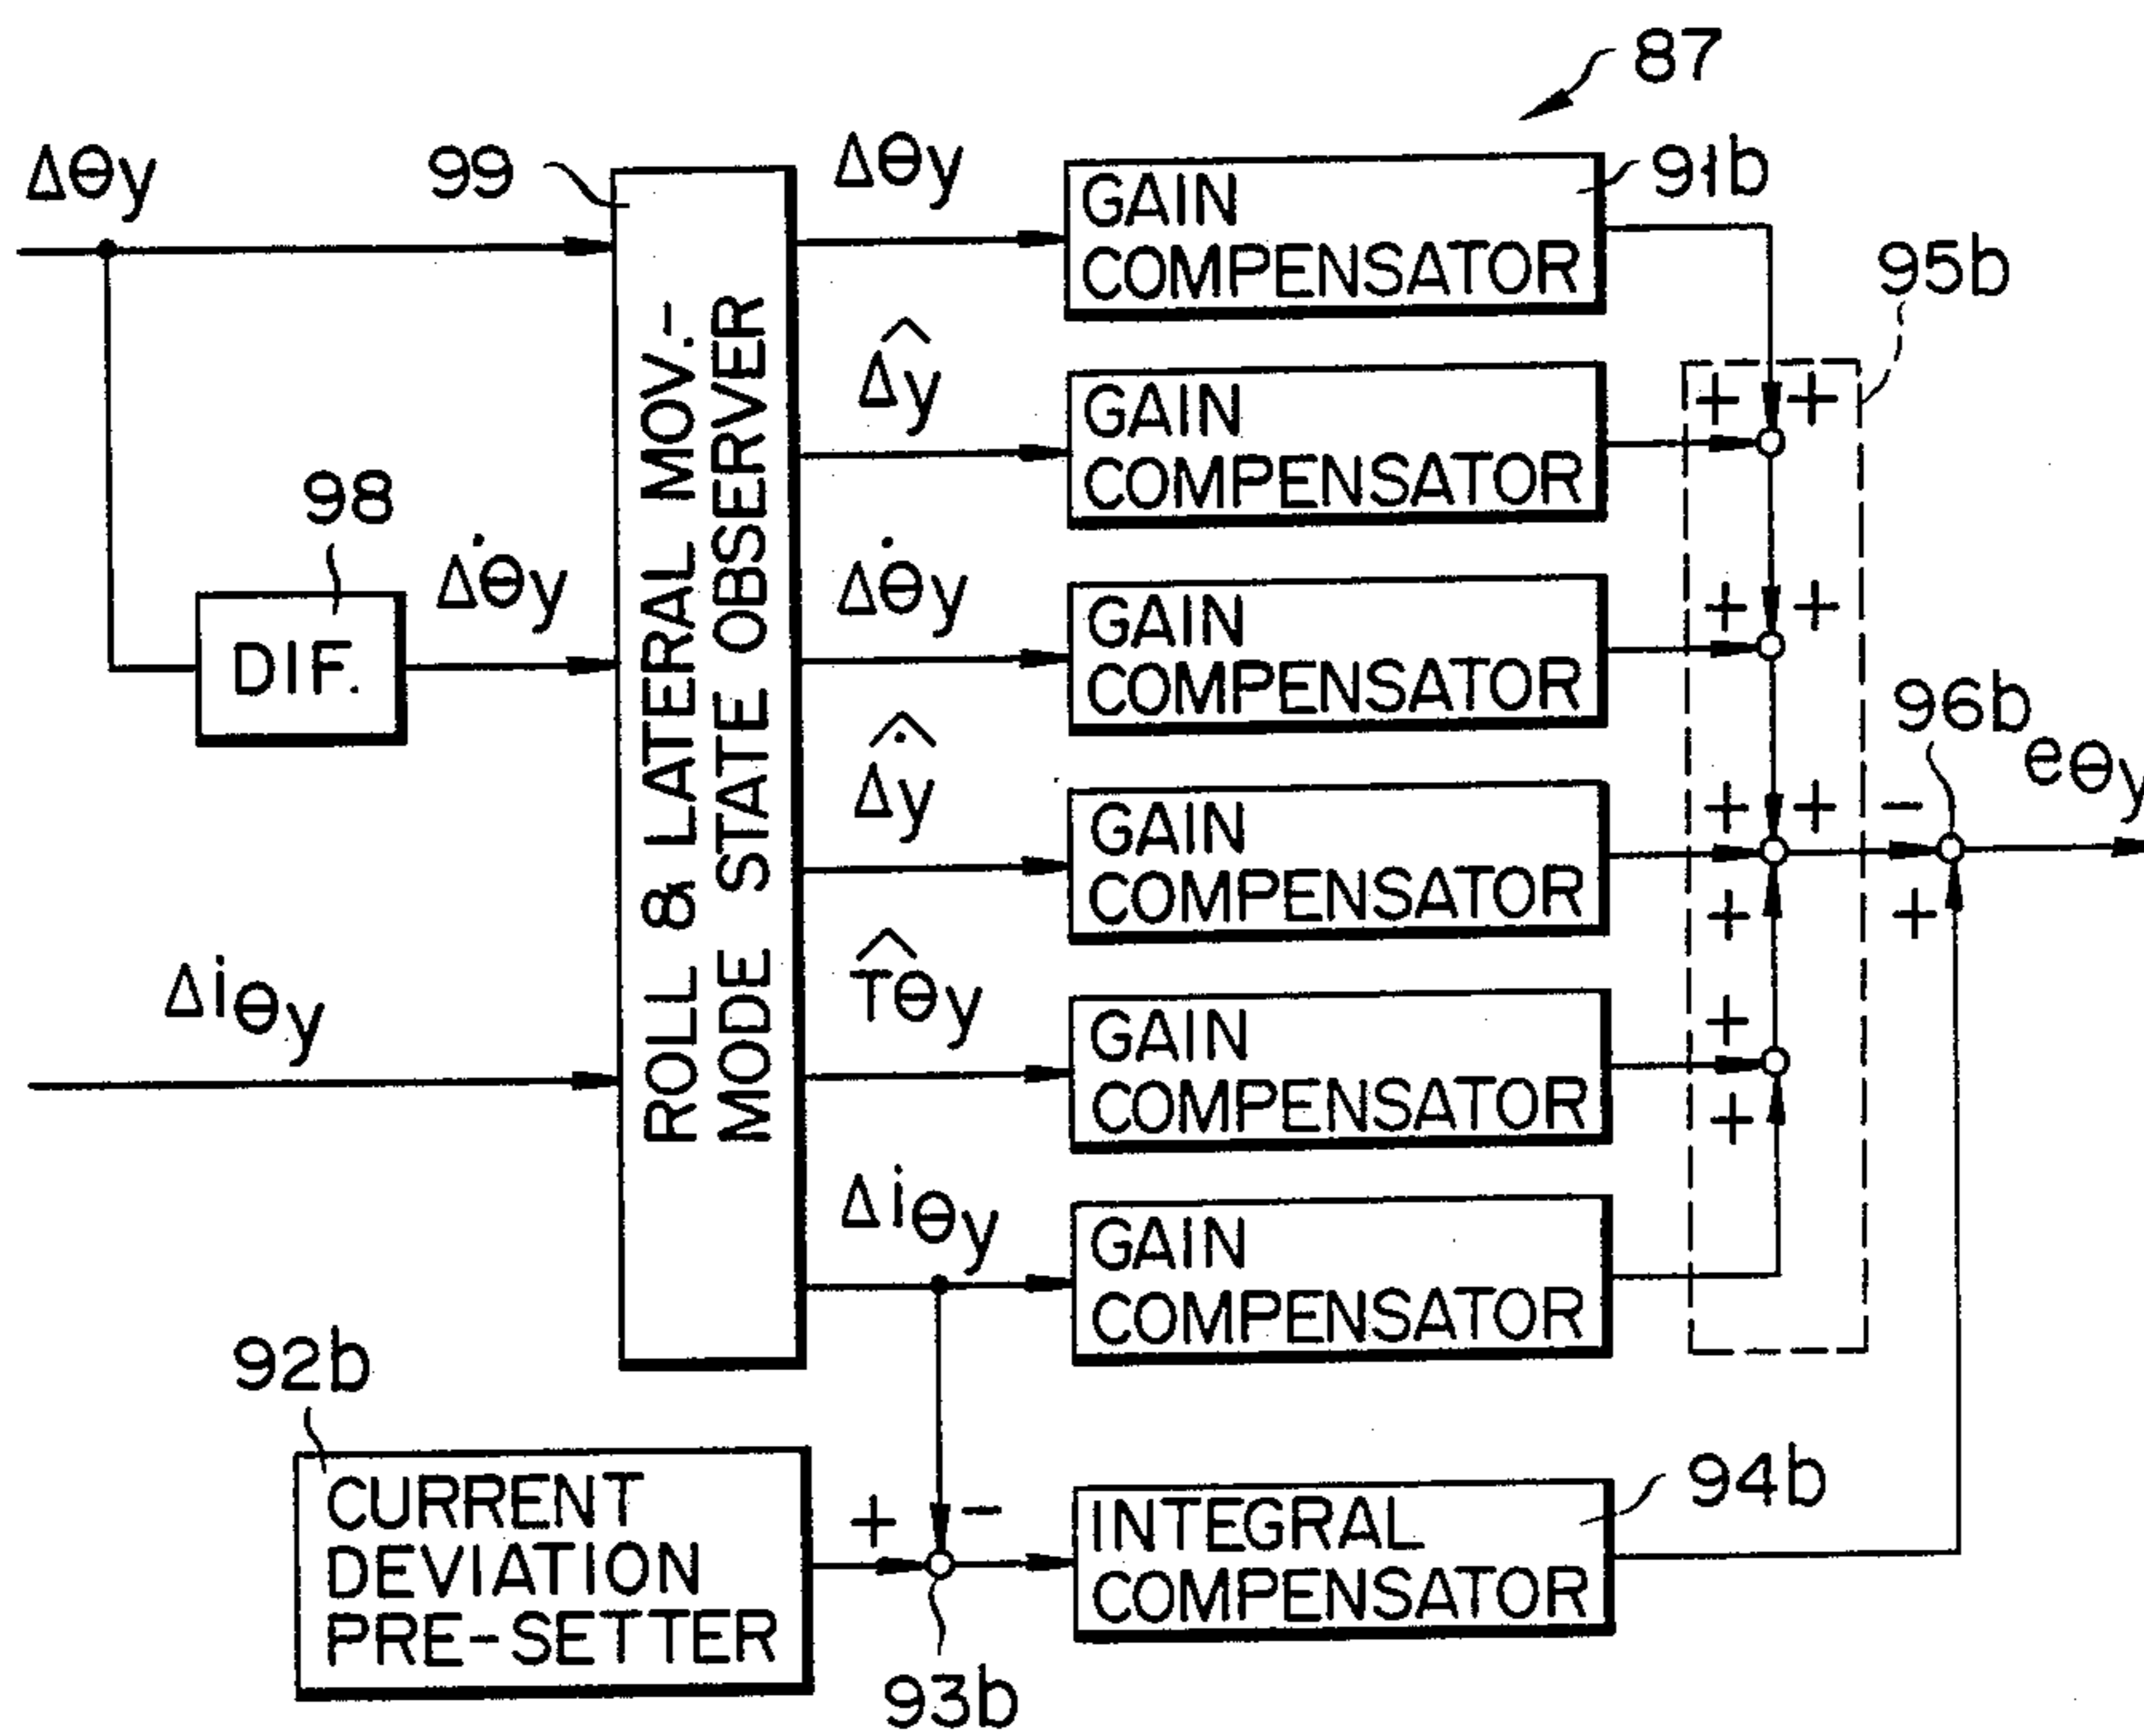 87
Δθy
99
Δθy
91b
GAIN
COMPENSATOR
95b
Δŷ
GAIN
COMPENSATOR
+ +
98
DIF.
Δθ̇y
ROLL & LATERAL MOV.-
MODE STATE OBSERVER
Δθ̇y
GAIN
COMPENSATOR
+ +
96b
eθy
Δẏ̂
GAIN
COMPENSATOR
+ + -
+ +
Δiθy
T̂θy
GAIN
COMPENSATOR
+
+
Δiθy
GAIN
COMPENSATOR
92b
CURRENT
DEVIATION
PRE-SETTER
+ -
93b
INTEGRAL
COMPENSATOR
94b